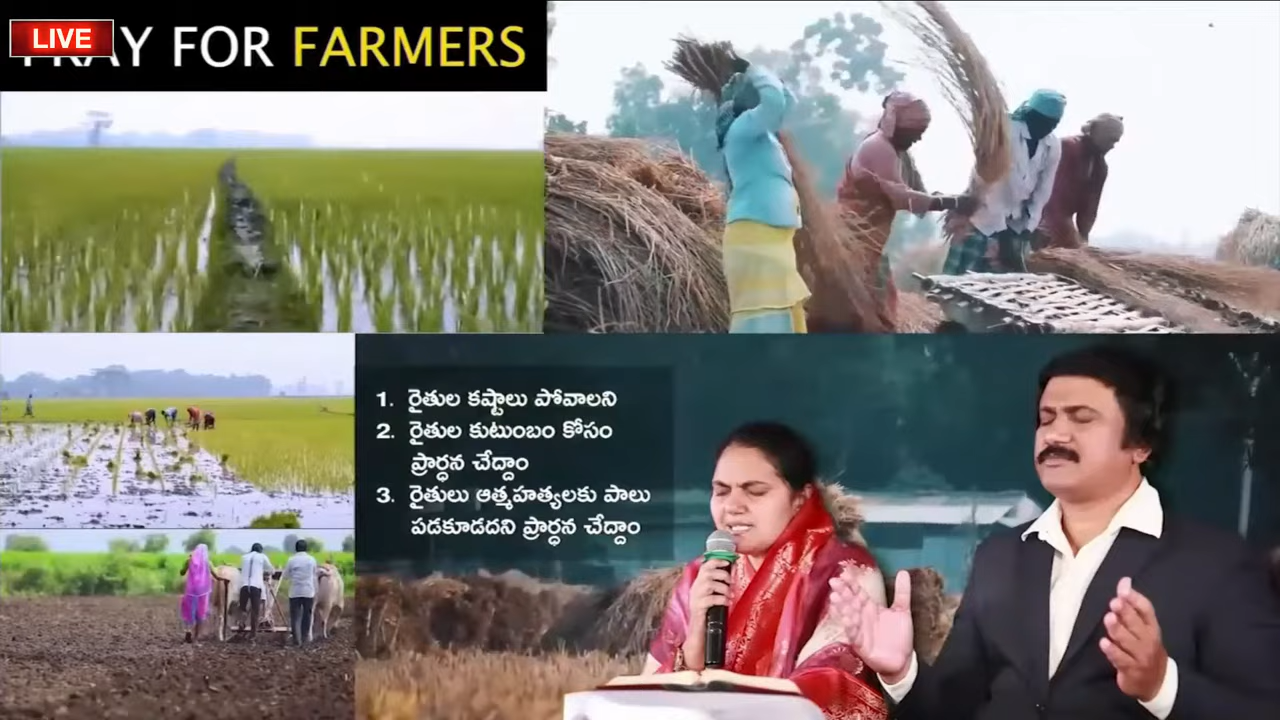 LIVE
PRAY FOR FARMERS
1. రైతుల కష్టాలు పోవాలని
2. రైతుల కుటుంబం కోసం
ప్రార్ధన చేద్దాం
3. రైతులు ఆత్మహత్యలకు పాలు
పడకూడదని ప్రార్ధన చేద్దాం